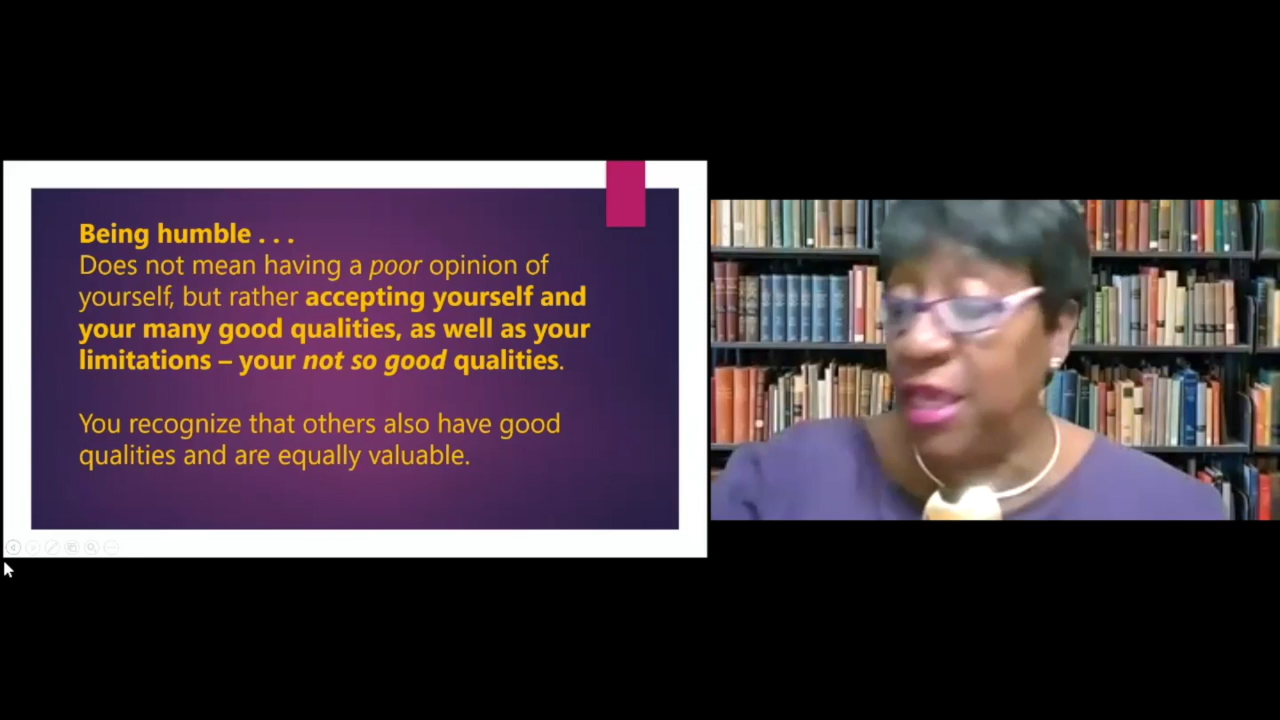 Being humble . . .
Does not mean having a poor opinion of
yourself, but rather accepting yourself and
your many good qualities, as well as your
limitations – your not so good qualities.
You recognize that others also have good
qualities and are equally valuable.